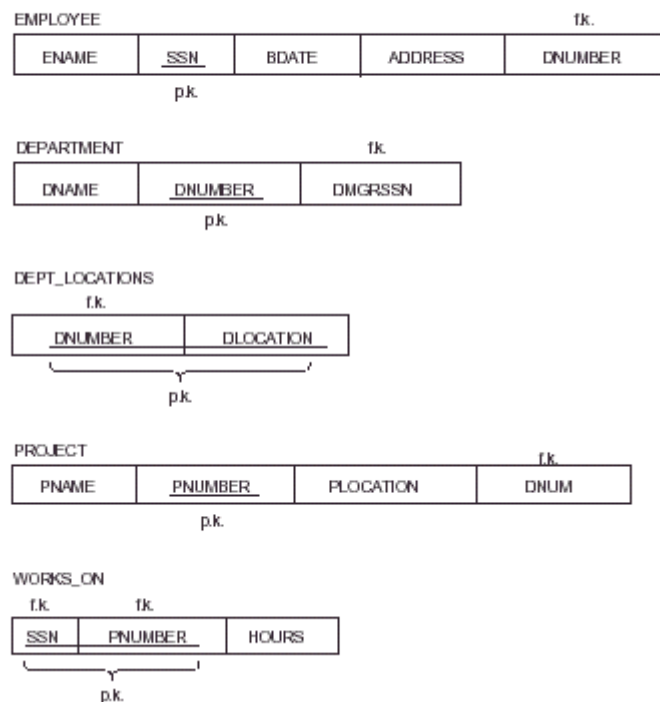 EMPLOYEE f.k.
ENAME SSN BDATE ADDRESS DNUMBER
p.k.
DEPARTMENT f.k.
DNAME DNUMBER DMGRSSN
p.k.
DEPT_LOCATIONS
f.k.
DNUMBER DLOCATION
p.k.
PROJECT f.k.
PNAME PNUMBER PLOCATION DNUM
p.k.
WORKS_ON
f.k. f.k.
SSN PNUMBER HOURS
p.k.